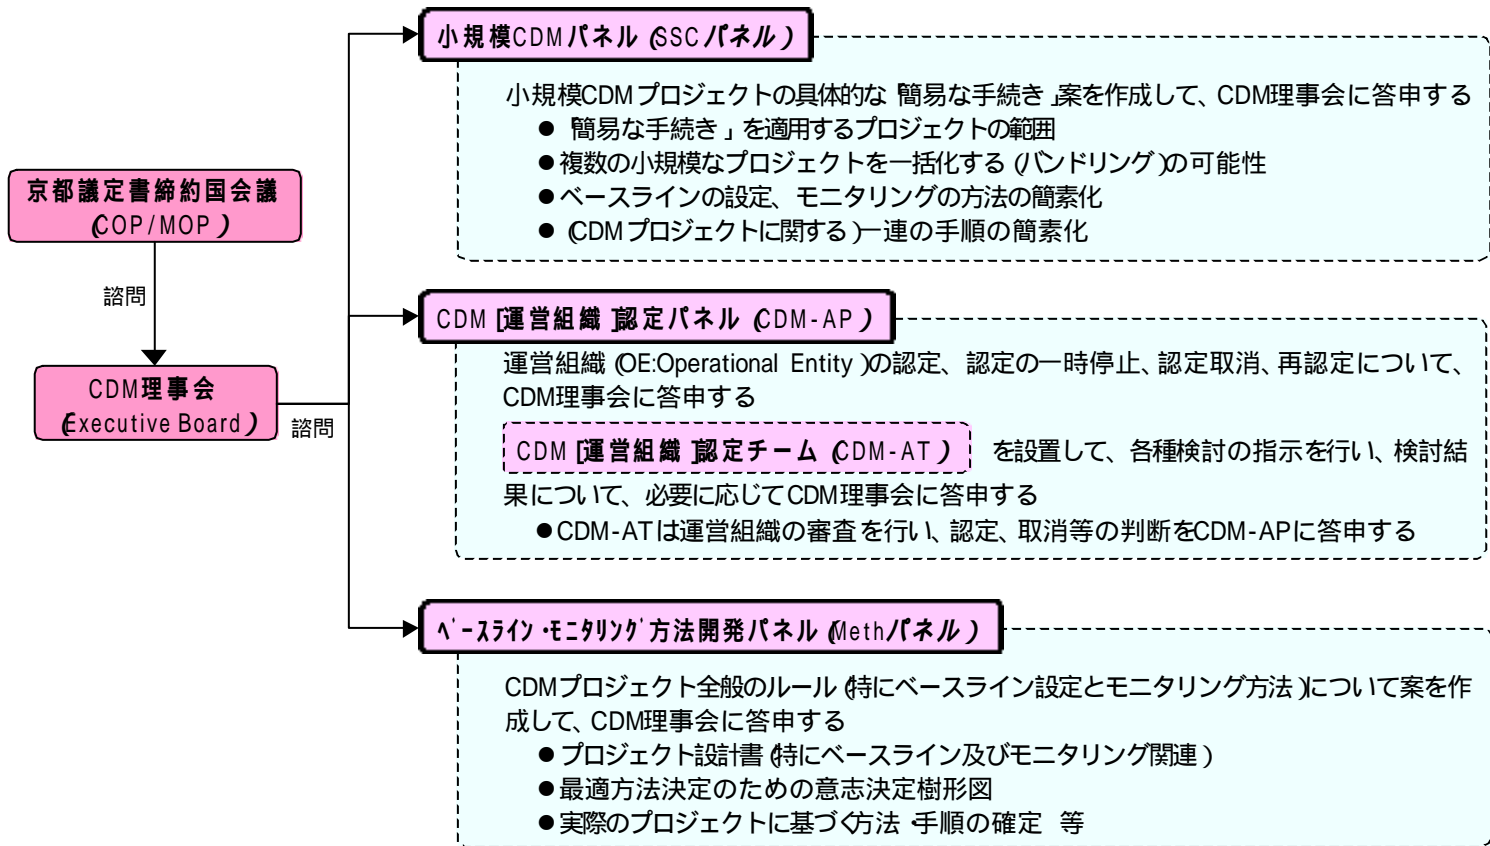 小規模CDMパネル(SSCパネル)
小規模CDMプロジェクトの具体的な「簡易な手続き」案を作成して、CDM理事会に答申する
●「簡易な手続き」を適用するプロジェクトの範囲
●複数の小規模なプロジェクトを一括化する(バンドリング)の可能性
●ベースラインの設定、モニタリングの方法の簡素化
●(CDMプロジェクトに関する)一連の手順の簡素化
京都議定書締約国会議
(COP/MOP)
諮問
CDM理事会
(Executive Board)
諮問
CDM[運営組織]認定パネル(CDM-AP)
運営組織(OE:Operational Entity)の認定、認定の一時停止、認定取消、再認定について、
CDM理事会に答申する
CDM[運営組織]認定チーム(CDM-AT) を設置して、各種検討の指示を行い、検討結
果について、必要に応じてCDM理事会に答申する
●CDM-ATは運営組織の審査を行い、認定、取消等の判断をCDM-APに答申する
ベースライン・モニタリング方法開発パネル(Methパネル)
CDMプロジェクト全般のルール(特にベースライン設定とモニタリング方法)について案を作
成して、CDM理事会に答申する
●プロジェクト設計書(特にベースライン及びモニタリング関連)
●最適方法決定のための意志決定樹形図
●実際のプロジェクトに基づく方法・手順の確定 等